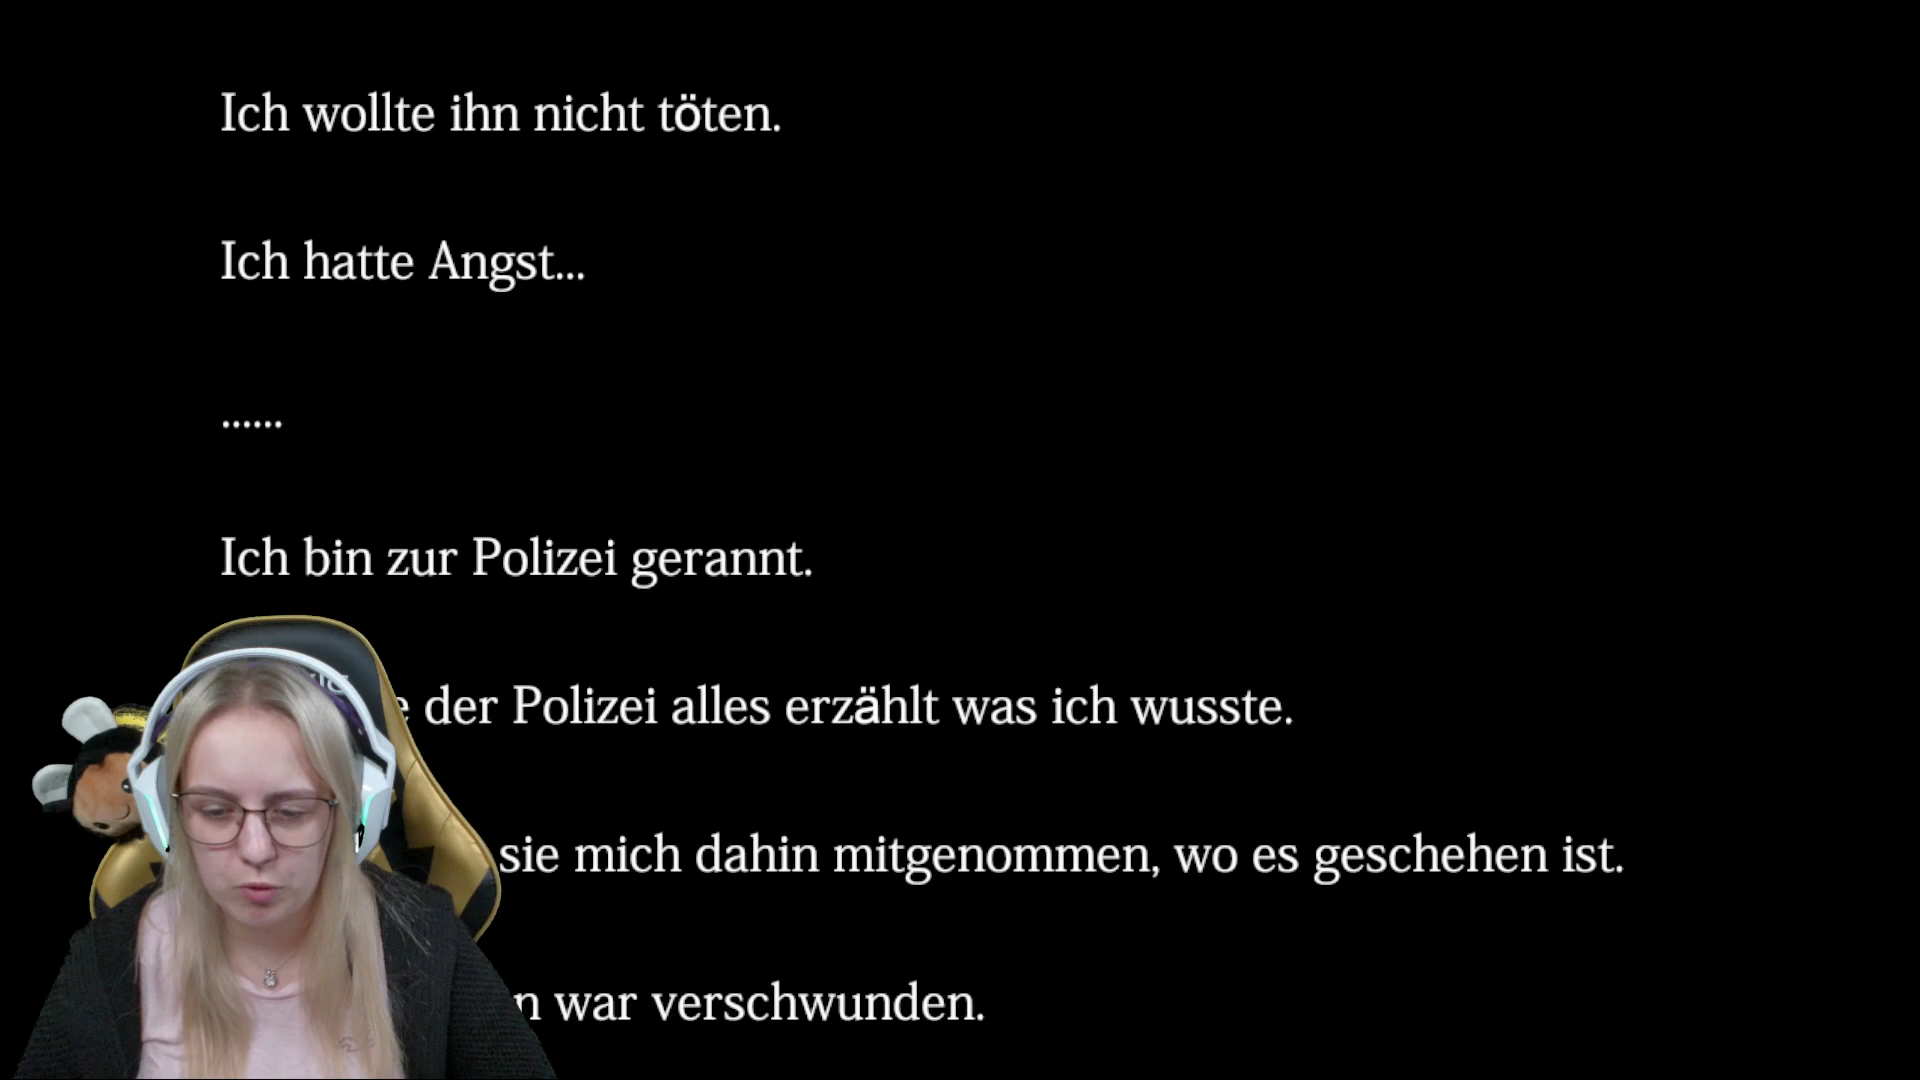 Ich wollte ihn nicht töten.
Ich hatte Angst...
......
Ich bin zur Polizei gerannt.
der Polizei alles erzählt was ich wusste.
sie mich dahin mitgenommen, wo es geschehen ist.
war verschwunden.